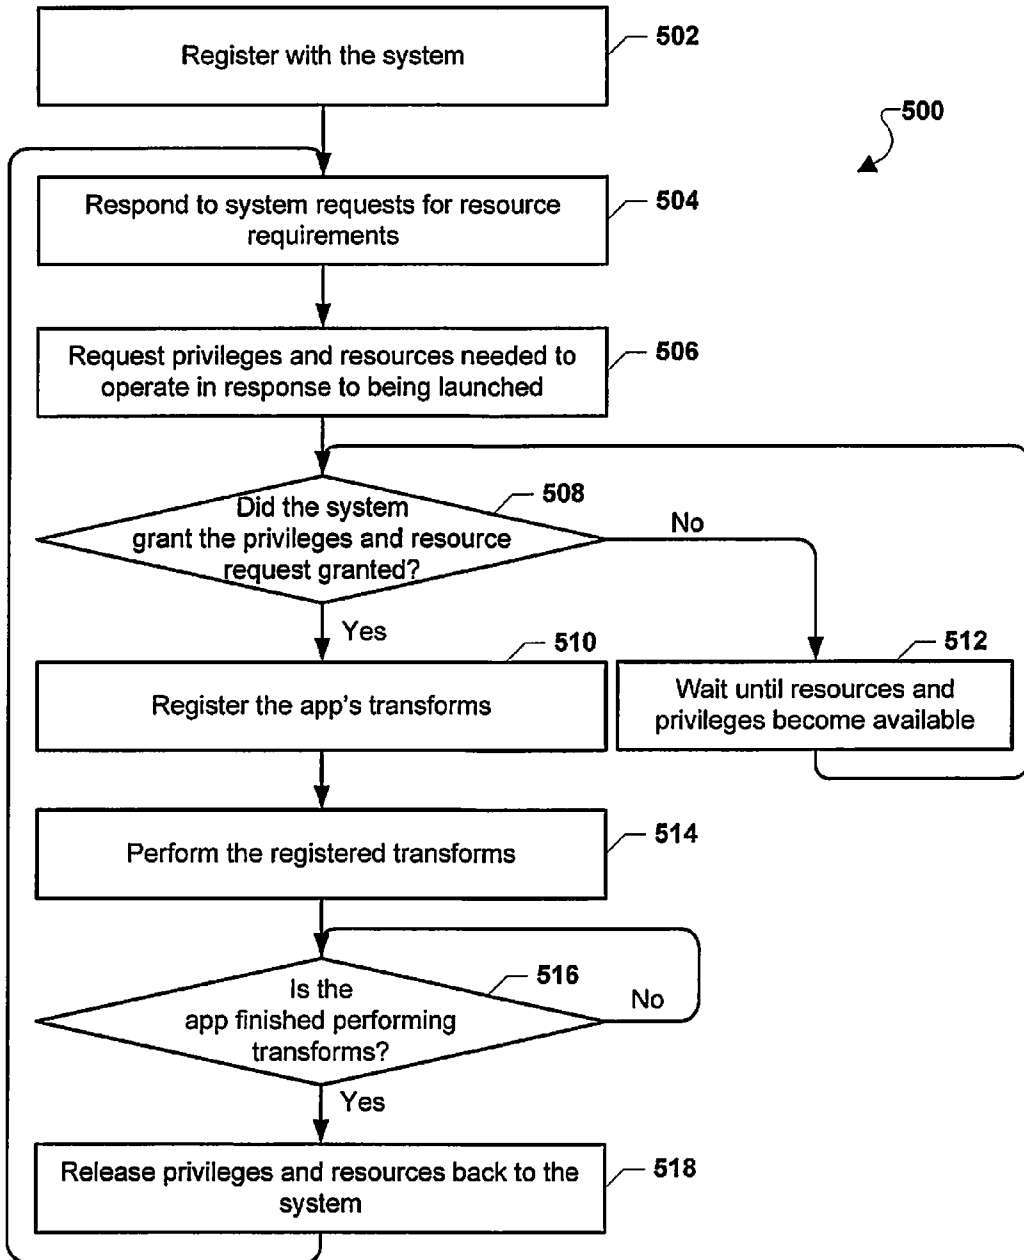 Register with the system
502
500
Respond to system requests for resource
requirements
504
Request privileges and resources needed to
operate in response to being launched
506
Did the system
grant the privileges and resource
request granted?
508
No
Yes
Register the app's transforms
510
Wait until resources and
privileges become available
512
Perform the registered transforms
514
Is the
app finished performing
transforms?
516
No
Yes
Release privileges and resources back to the
system
518